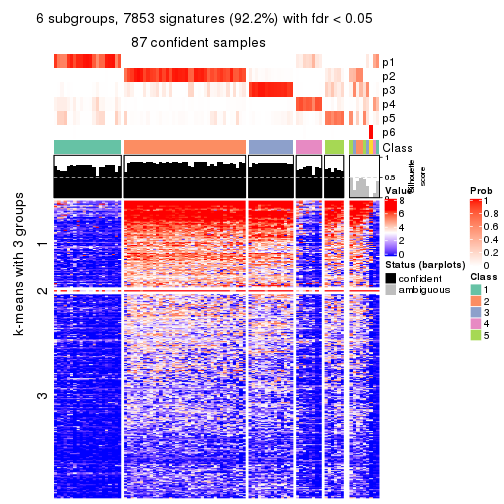 6 subgroups, 7853 signatures (92.2%) with fdr < 0.05
87 confident samples
p1
p2
p3
p4
p5
p6
Class
1
0.5
0
Silhouette
score
k-means with 3 groups
1
2
3
Value
8
6
4
2
0
Status (barplots)
confident
ambiguous
Prob
1
0.8
0.6
0.4
0.2
0
Class
1
2
3
4
5